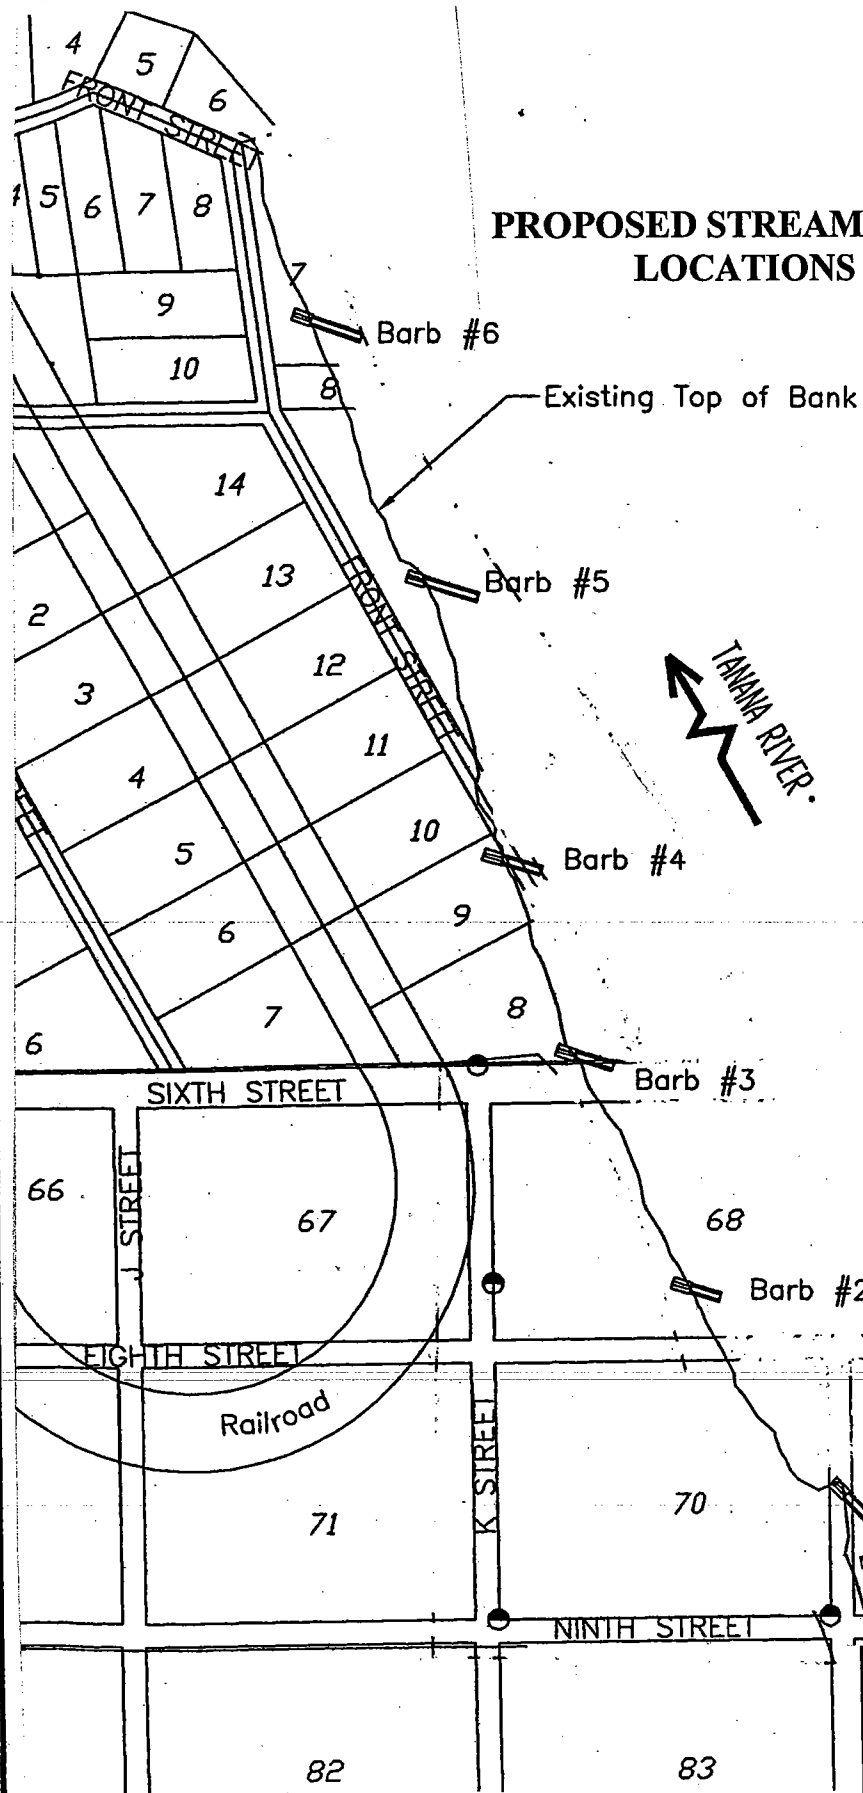 4
5
6
7
FRONT STREET
4 5 6 7 8
PROPOSED STREAM
LOCATIONS
7
9
Barb #6
10
8
Existing Top of Bank
14
13
Barb #5
FRONT STREET
2
12
TANANA RIVER
3
11
4
10
5
Barb #4
9
6
8
7
6
Barb #3
SIXTH STREET
J STREET
66
67
68
Barb #2
EIGHTH STREET
Railroad
K STREET
70
71
NINTH STREET
82
83